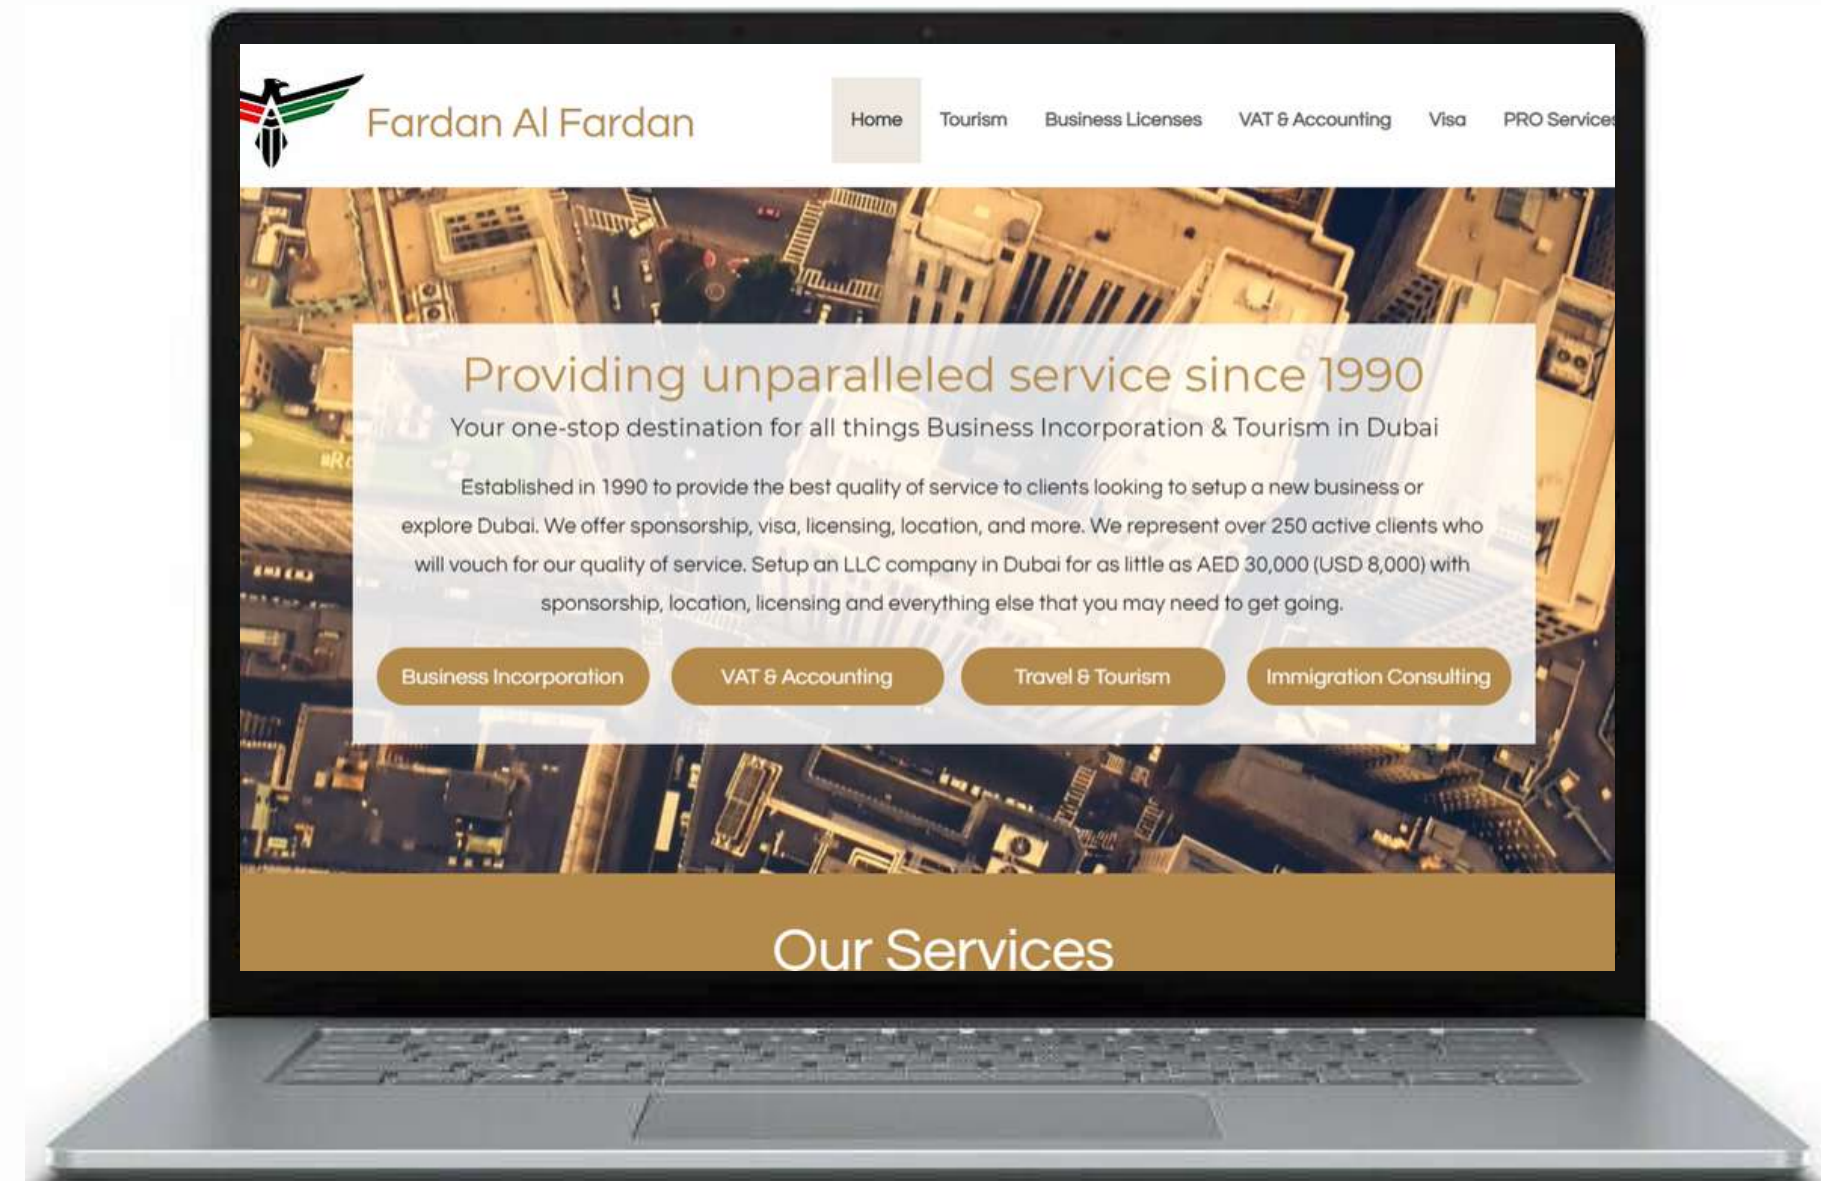 Fardan Al Fardan
Home Tourism Business Licenses VAT & Accounting Visa PRO Services
Providing unparalleled service since 1990
Your one-stop destination for all things Business Incorporation & Tourism in Dubai
Established in 1990 to provide the best quality of service to clients looking to setup a new business or
explore Dubai. We offer sponsorship, visa, licensing, location, and more. We represent over 250 active clients who
will vouch for our quality of service. Setup an LLC company in Dubai for as little as AED 30,000 (USD 8,000) with
sponsorship, location, licensing and everything else that you may need to get going.
Business Incorporation VAT & Accounting Travel & Tourism Immigration Consulting
Our Services